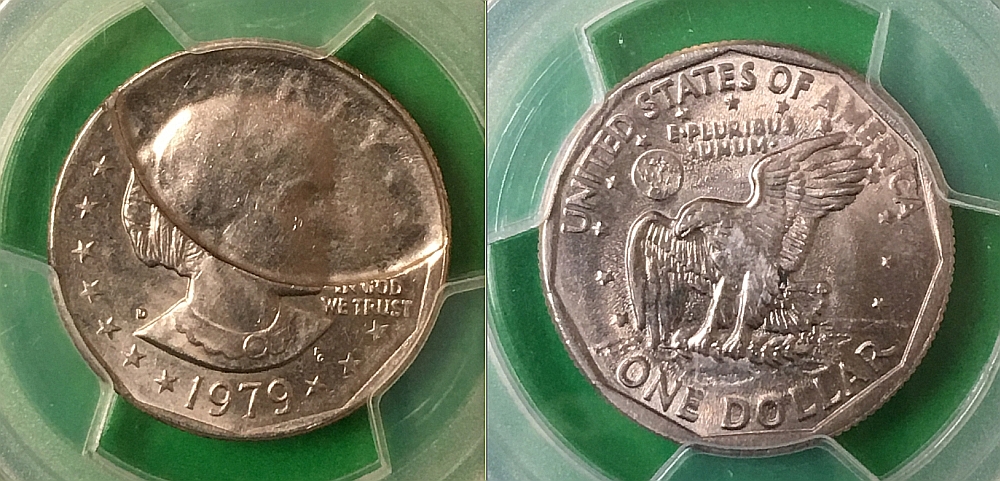 GOD
WE TRUST
D
1979
UNITED STATES OF AMERICA
E·PLURIBUS
UNUM·
ONE DOLLAR